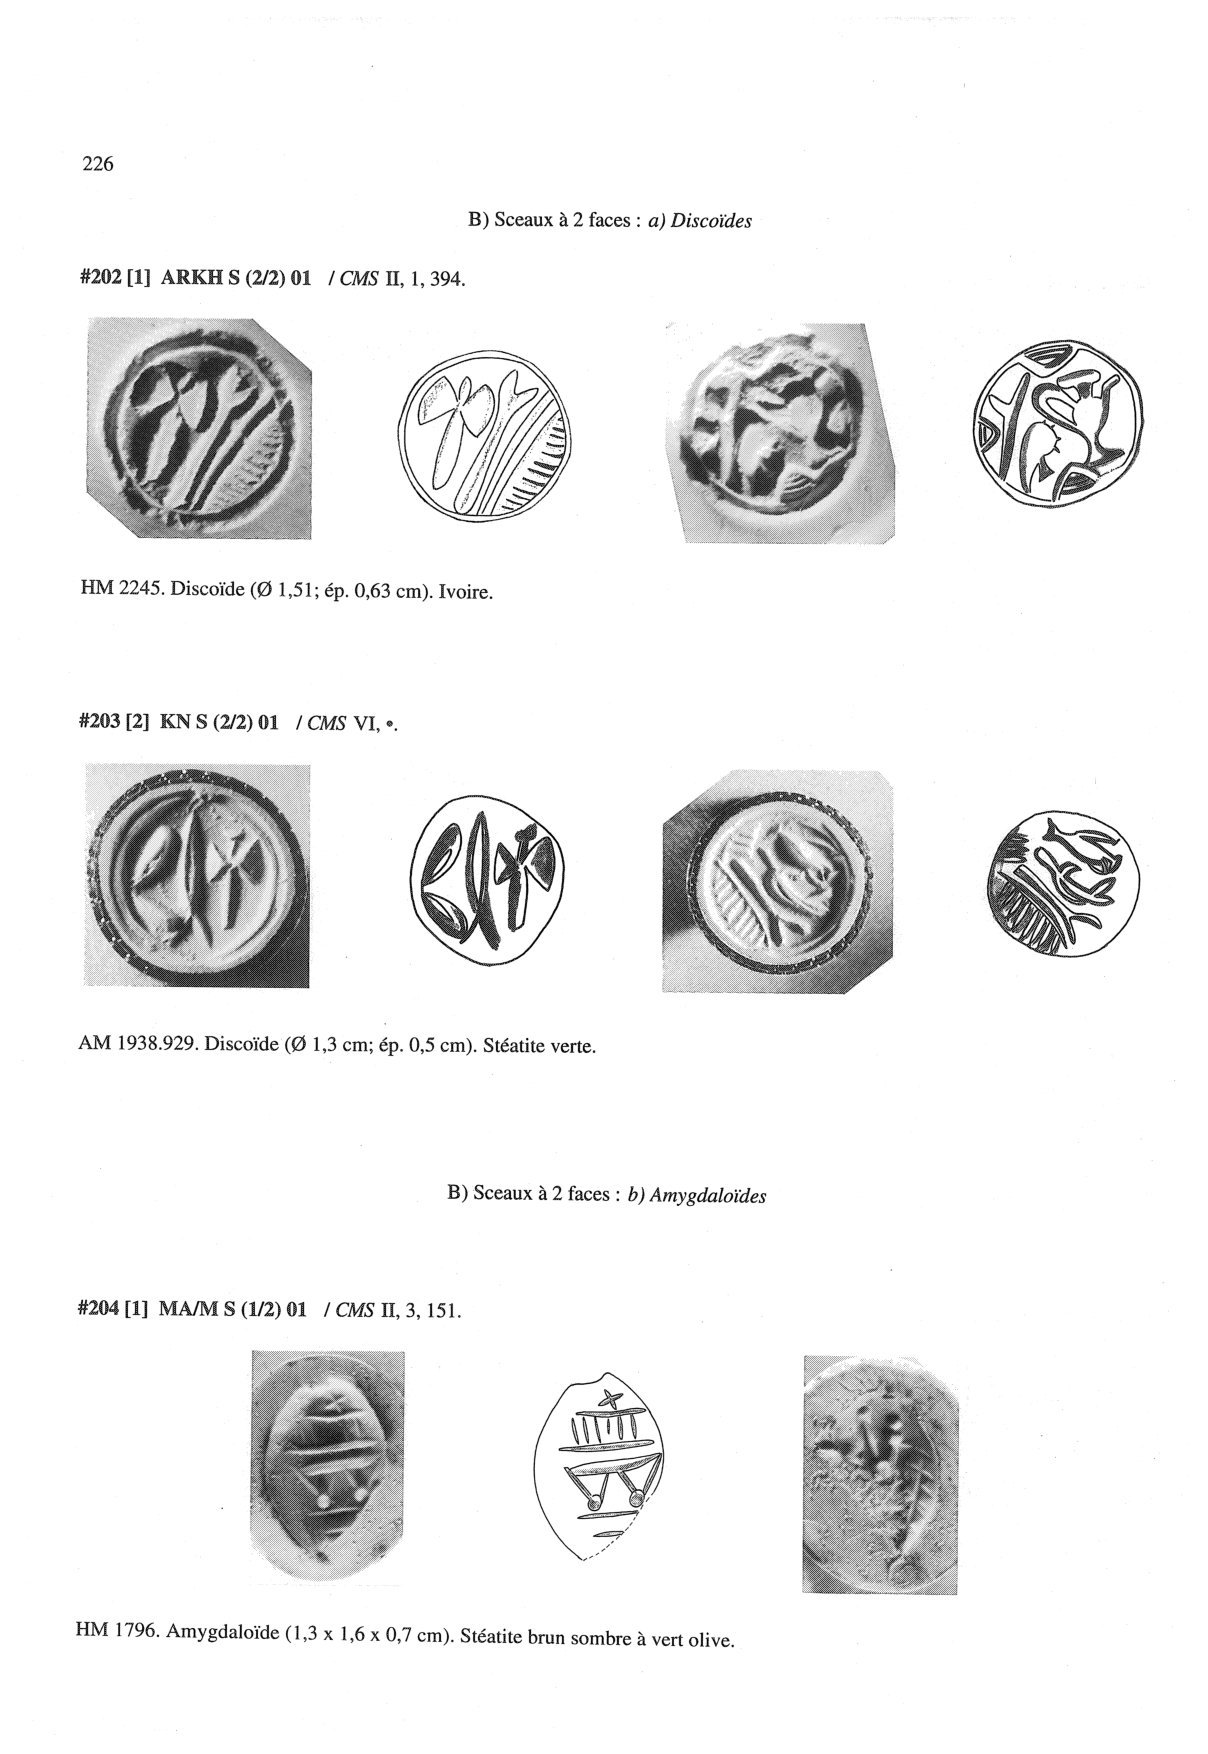 226
B) Sceaux à 2 faces : a) Discoïdes
#202 [1] ARKH S (2/2) 01 / CMS II, 1, 394.
HM 2245. Discoïde (Ø 1,51; ép. 0,63 cm). Ivoire.
#203 [2] KN S (2/2) 01 / CMS VI, •.
AM 1938.929. Discoïde (Ø 1,3 cm; ép. 0,5 cm). Stéatite verte.
B) Sceaux à 2 faces : b) Amygdaloïdes
#204 [1] MA/M S (1/2) 01 / CMS II, 3, 151.
HM 1796. Amygdaloïde (1,3 x 1,6 x 0,7 cm). Stéatite brun sombre à vert olive.